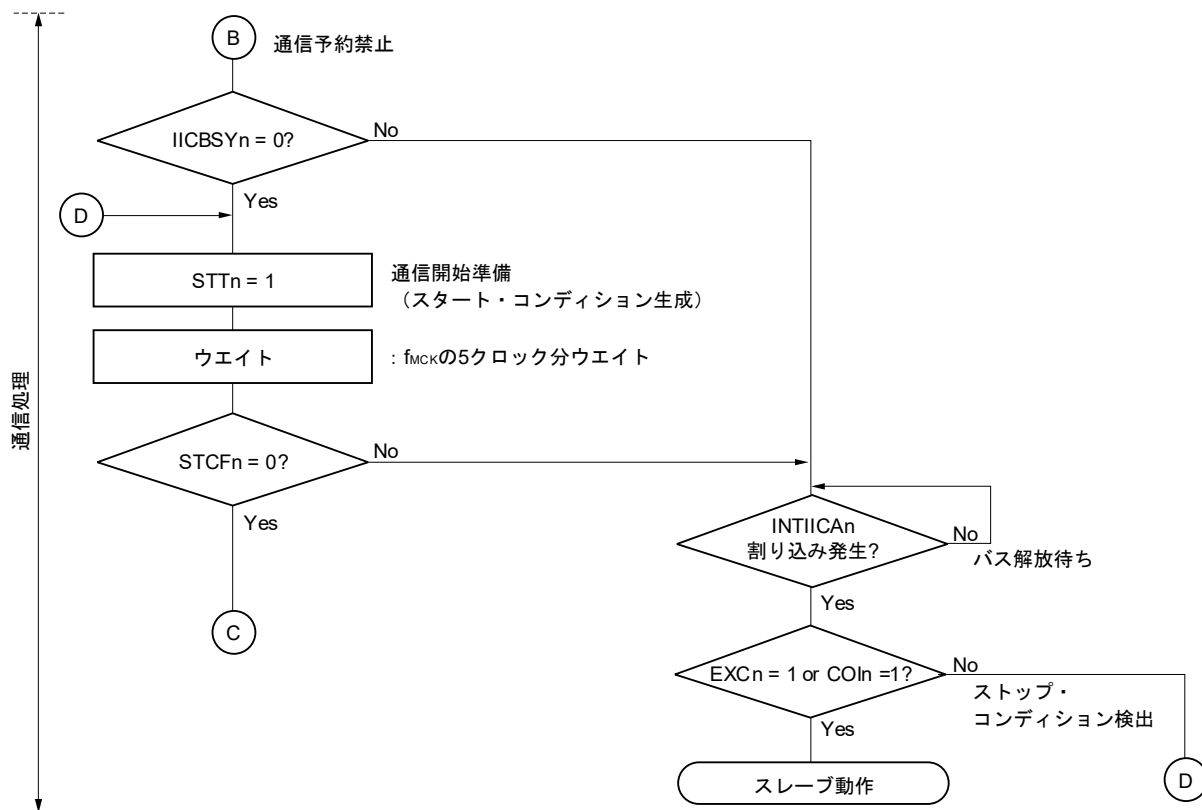 B
通信予約禁止
IICBSYn = 0?
No
Yes
D
STTn = 1
通信開始準備
（スタート・コンディション生成）
ウエイト
：fMCKの5クロック分ウエイト
通信処理
STCFn = 0?
No
Yes
INTIICAn
割り込み発生?
No
バス解放待ち
Yes
C
EXCn = 1 or COIn =1?
No
ストップ・
コンディション検出
Yes
スレーブ動作
D